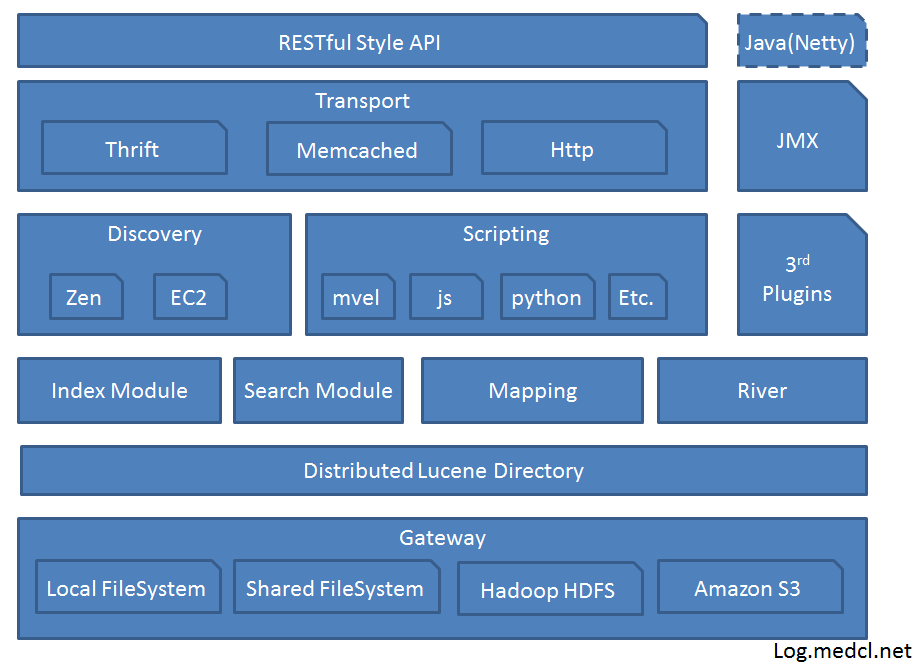 RESTful Style API
Java(Netty)
Transport
Thrift
Memcached
Http
JMX
Discovery
Zen
EC2
Scripting
mvel
js
python
Etc.
3rd
Plugins
Index Module
Search Module
Mapping
River
Distributed Lucene Directory
Gateway
Local FileSystem
Shared FileSystem
Hadoop HDFS
Amazon S3
Log.medcl.net